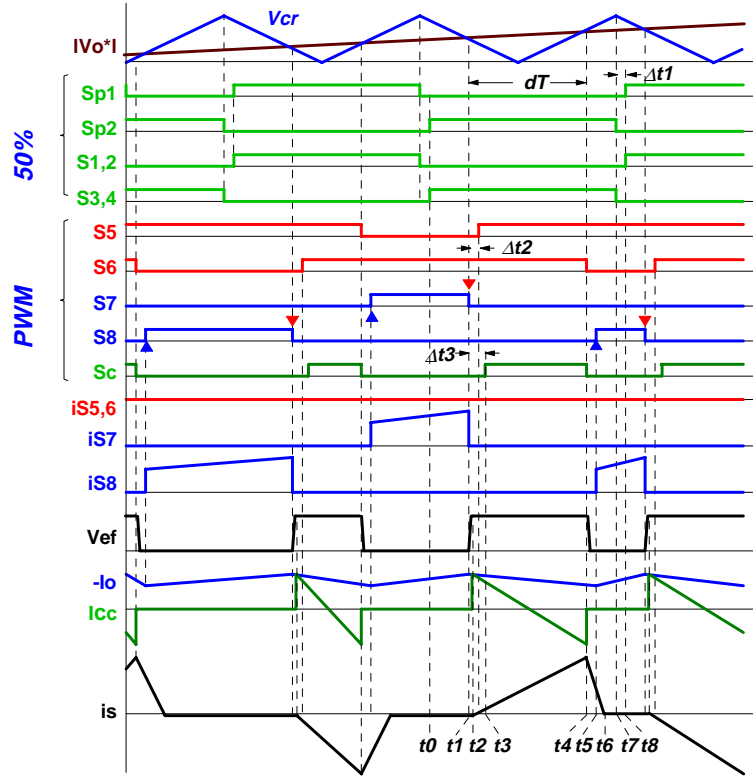 Vcr
IVo*I
dT
Δt1
50%
Sp1
Sp2
S1,2
S3,4
PWM
S5
Δt2
S6
S7
S8
Δt3
Sc
iS5,6
iS7
iS8
Vef
-Io
Icc
is
t0 t1 t2 t3 t4 t5 t6 t7 t8